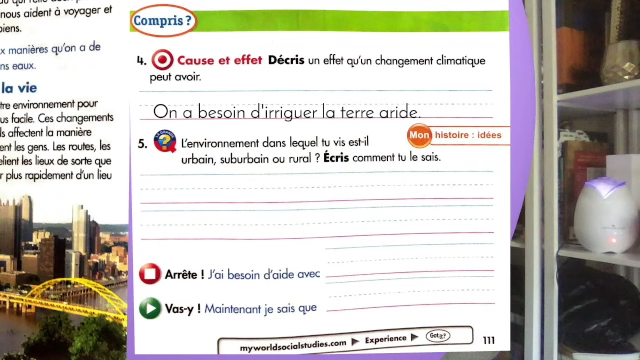 Compris ?
nous aident à voyager et
biens.
x manières qu'on a de
ns eaux.
la vie
tre environnement pour
us facile. Ces changements
ls affectent la manière
ent les gens. Les routes, les
elient les lieux de sorte que
r plus rapidement d'un lieu
4. Cause et effet Décris un effet qu'un changement climatique
peut avoir.
On a besoin d'irriguer la terre aride.
5. L'environnement dans lequel tu vis est-il
urbain, suburbain ou rural ? Écris comment tu le sais.
Mon histoire : idées
Arrête ! J'ai besoin d'aide avec
Vas-y ! Maintenant je sais que
myworldsocialstudies.com Experience Got it?
111